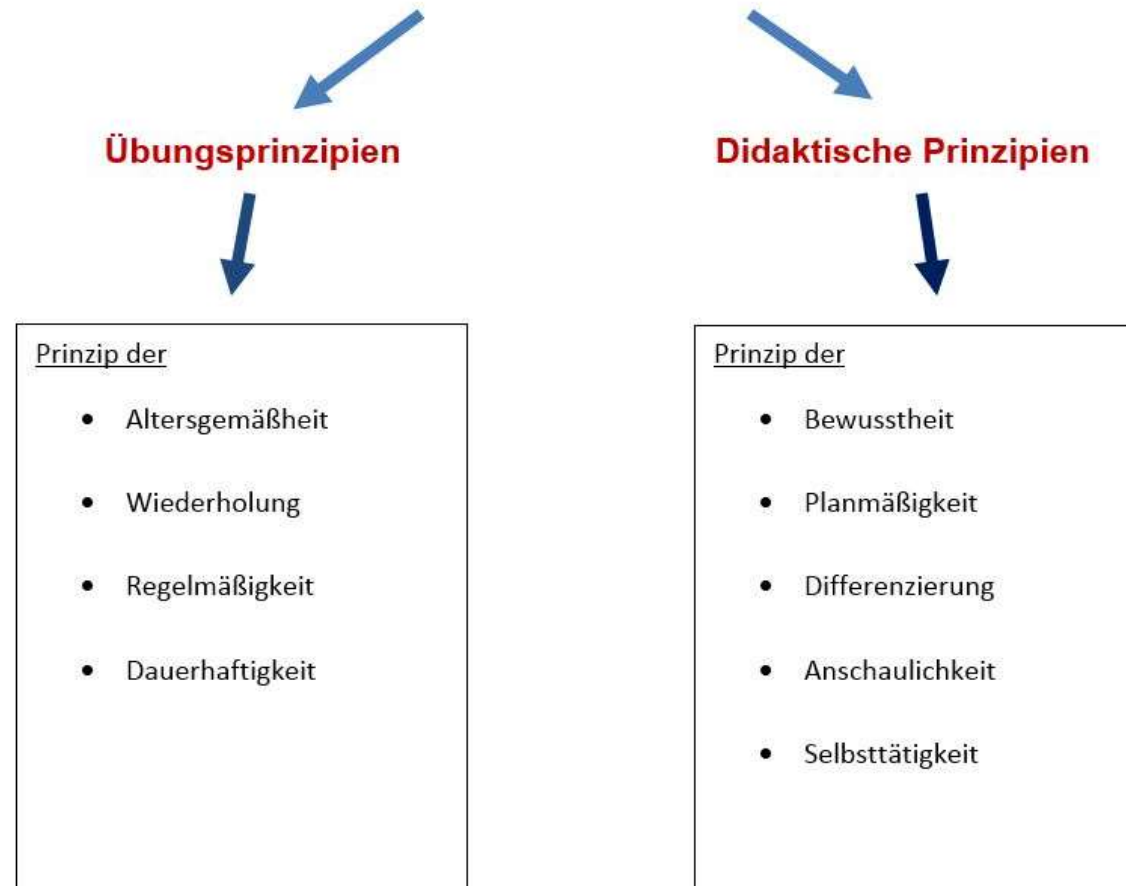 Übungsprinzipien
Prinzip der
• Altersgemäßheit
• Wiederholung
• Regelmäßigkeit
• Dauerhaftigkeit
Didaktische Prinzipien
Prinzip der
• Bewusstheit
• Planmäßigkeit
• Differenzierung
• Anschaulichkeit
• Selbsttätigkeit